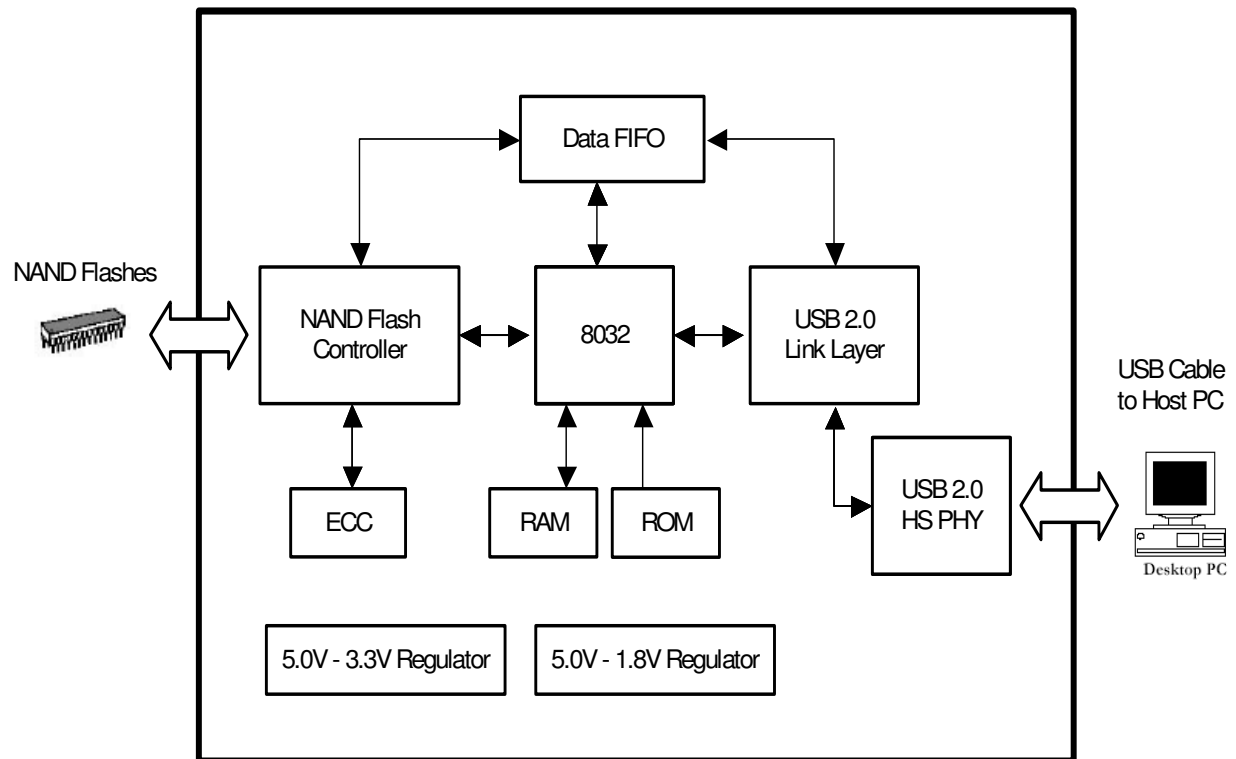 Data FIFO
NAND Flashes
NAND Flash
Controller
8032
USB 2.0
Link Layer
USB Cable
to Host PC
ECC
RAM
ROM
USB 2.0
HS PHY
Desktop PC
5.0V - 3.3V Regulator
5.0V - 1.8V Regulator